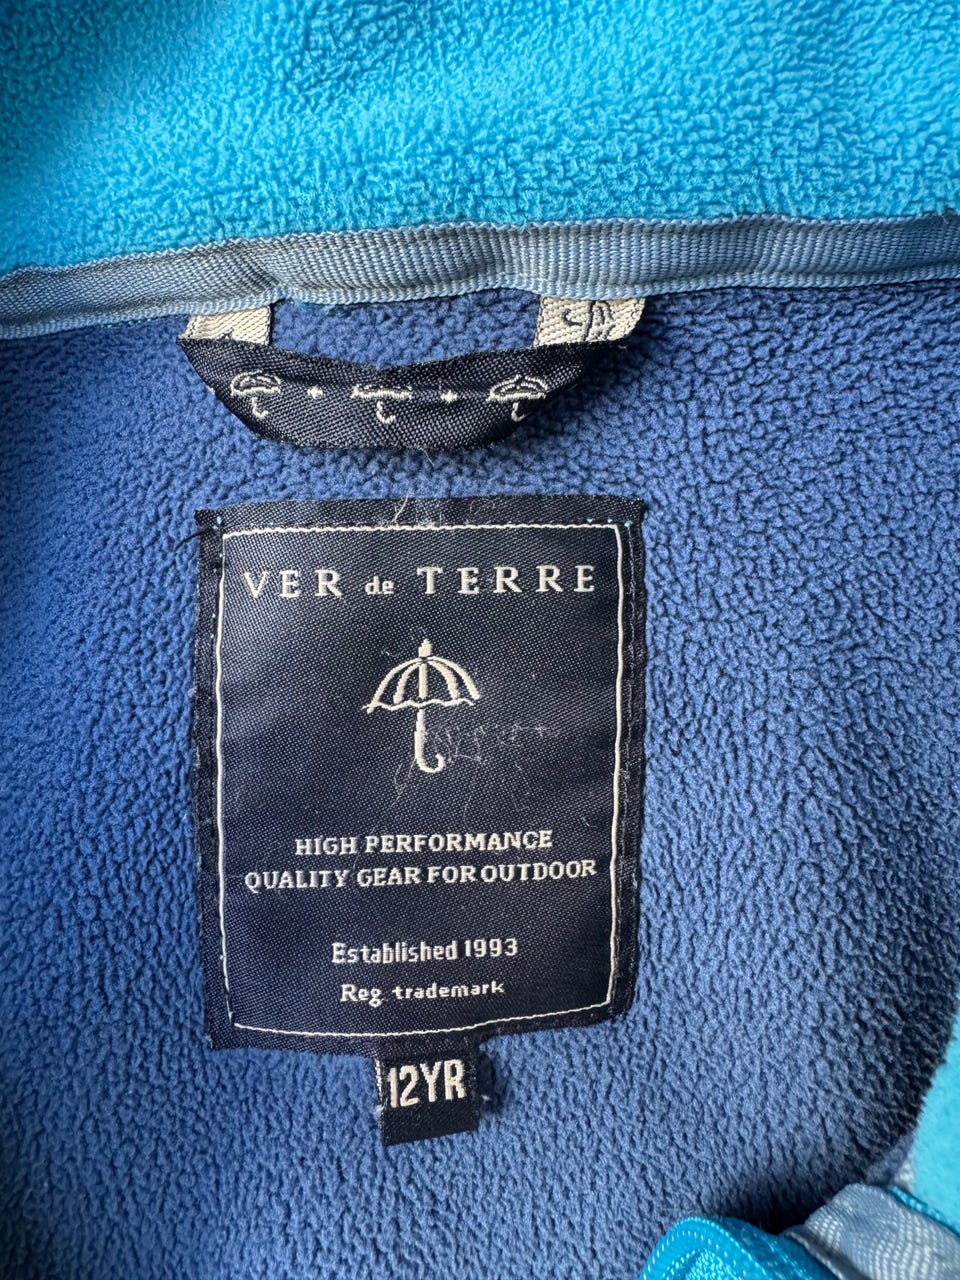 VER de TERRE
HIGH PERFORMANCE
QUALITY GEAR FOR OUTDOOR
Established 1993
Reg. trademark
12YR